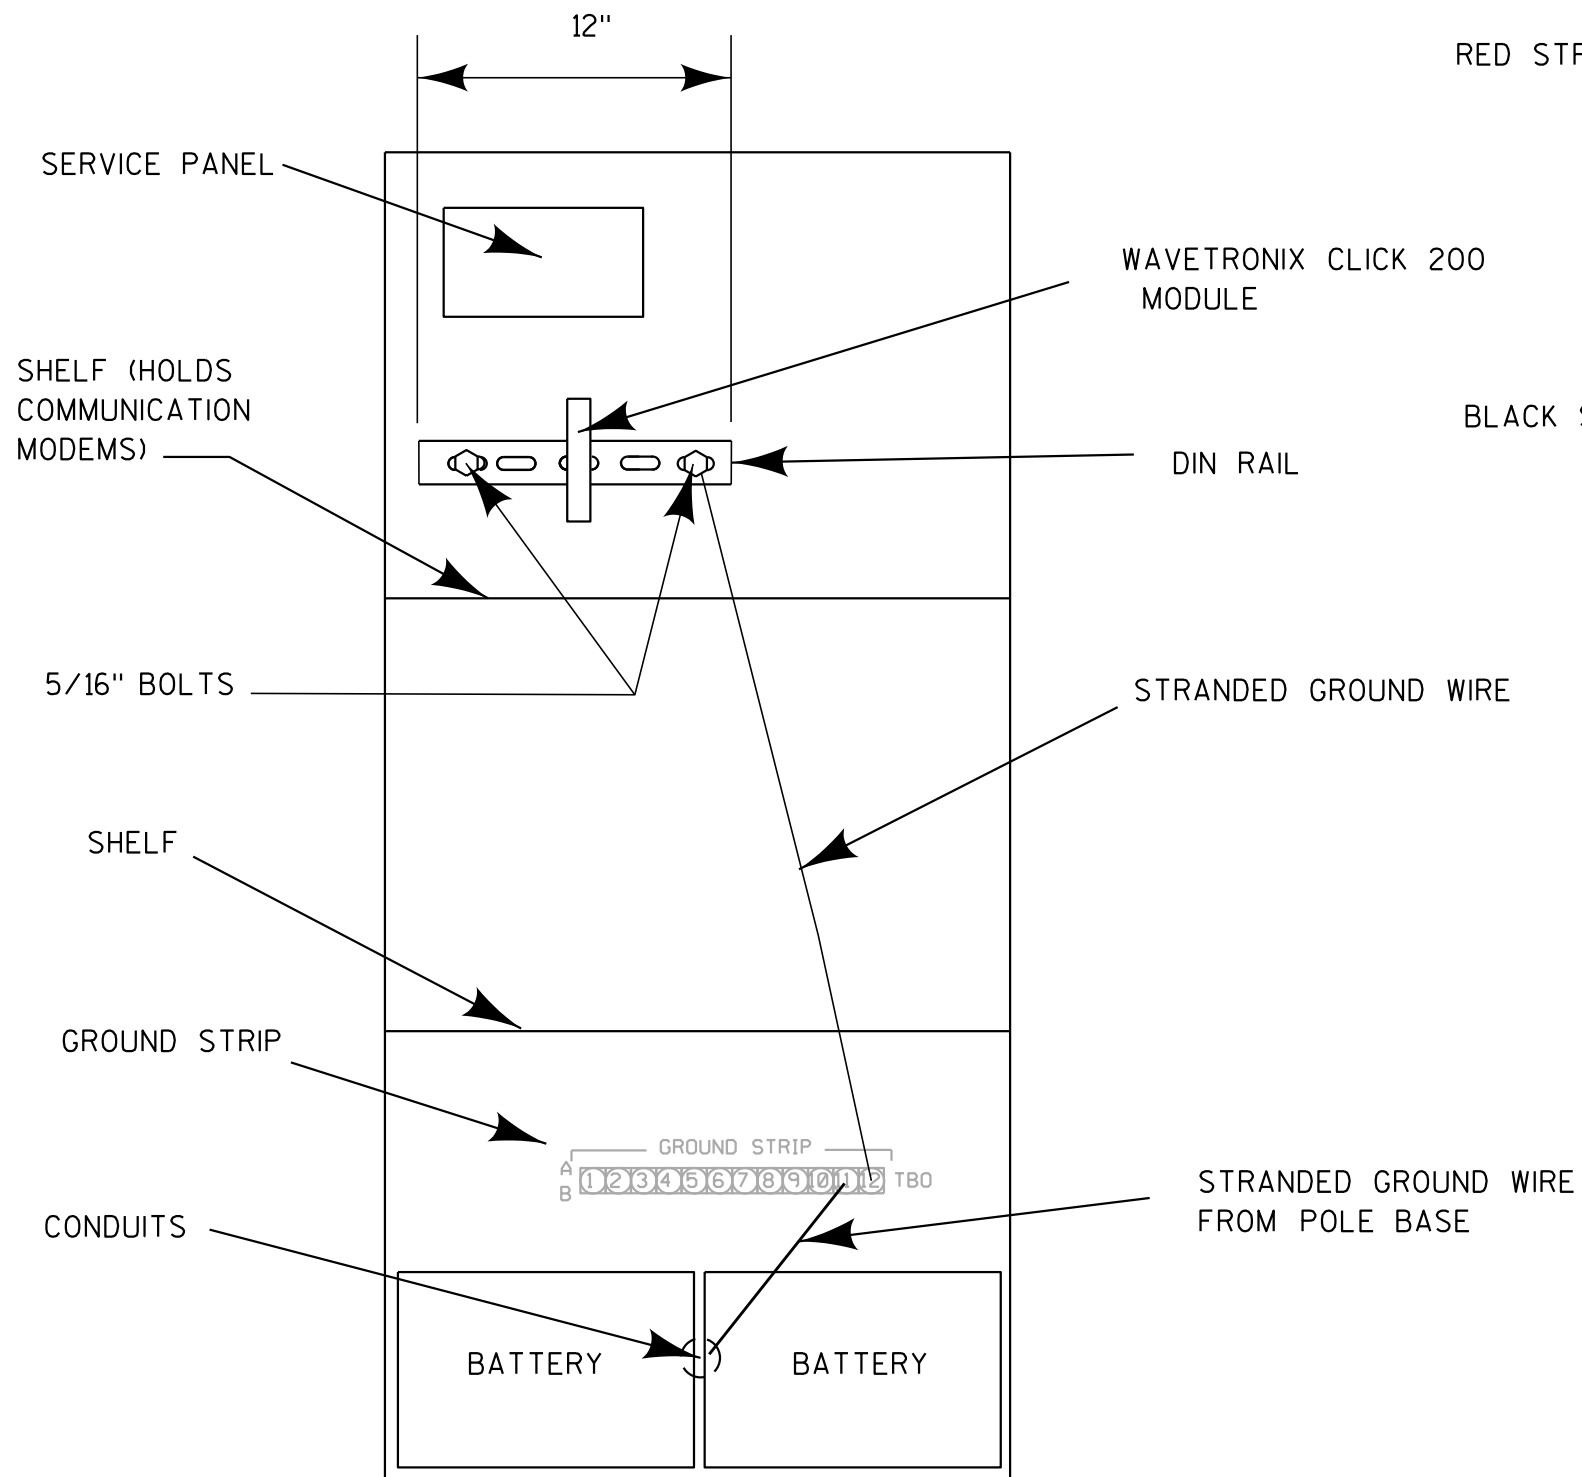 12"
RED
SERVICE PANEL
WAVETRONIX CLICK 200
MODULE
SHELF (HOLDS
COMMUNICATION
MODEMS)
BLACK
DIN RAIL
5/16" BOLTS
STRANDED GROUND WIRE
SHELF
GROUND STRIP
GROUND STRIP
A
B
1 2 3 4 5 6 7 8 9 10 11 12 TBO
STRANDED GROUND WIRE
FROM POLE BASE
CONDUITS
BATTERY
BATTERY